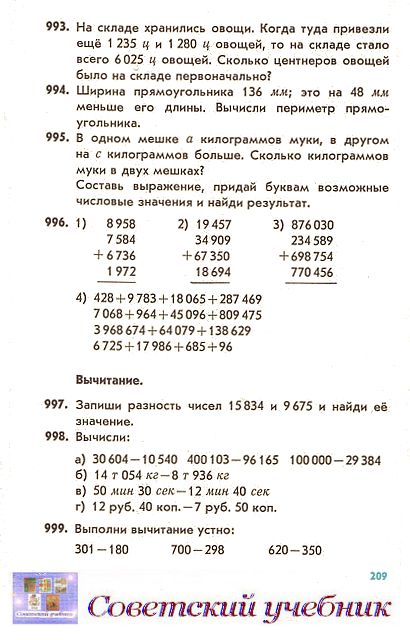 993. На складе хранились овощи. Когда туда привезли
ещё 1 235 ц и 1 280 ц овощей, то на складе стало
всего 6 025 ц овощей. Сколько центнеров овощей
было на складе первоначально?
994. Ширина прямоугольника 136 мм; это на 48 мм
меньше его длины. Вычисли периметр прямо-
угольника.
995. В одном мешке a килограммов муки, в другом
на c килограммов больше. Сколько килограммов
муки в двух мешках?
Составь выражение, придай буквам возможные
числовые значения и найди результат.
996. 1) 8 958 2) 19 457 3) 876 030
7 584 34 909 234 589
+ 6 736 + 67 350 + 698 754
1 972 18 694 770 456
4) 428 + 9 783 + 18 065 + 287 469
7 068 + 964 + 45 096 + 809 475
3 968 674 + 64 079 + 138 629
6 725 + 17 986 + 685 + 96
Вычитание.
997. Запиши разность чисел 15 834 и 9 675 и найди её
значение.
998. Вычисли:
а) 30 604 — 10 540 400 103 — 96 165 100 000 — 29 384
б) 14 т 054 кг — 8 т 936 кг
в) 50 мин 30 сек — 12 мин 40 сек
г) 12 руб. 40 коп. — 7 руб. 50 коп.
999. Выполни вычитание устно:
301 — 180 700 — 298 620 — 350
209
Советский учебник
Советский учебник